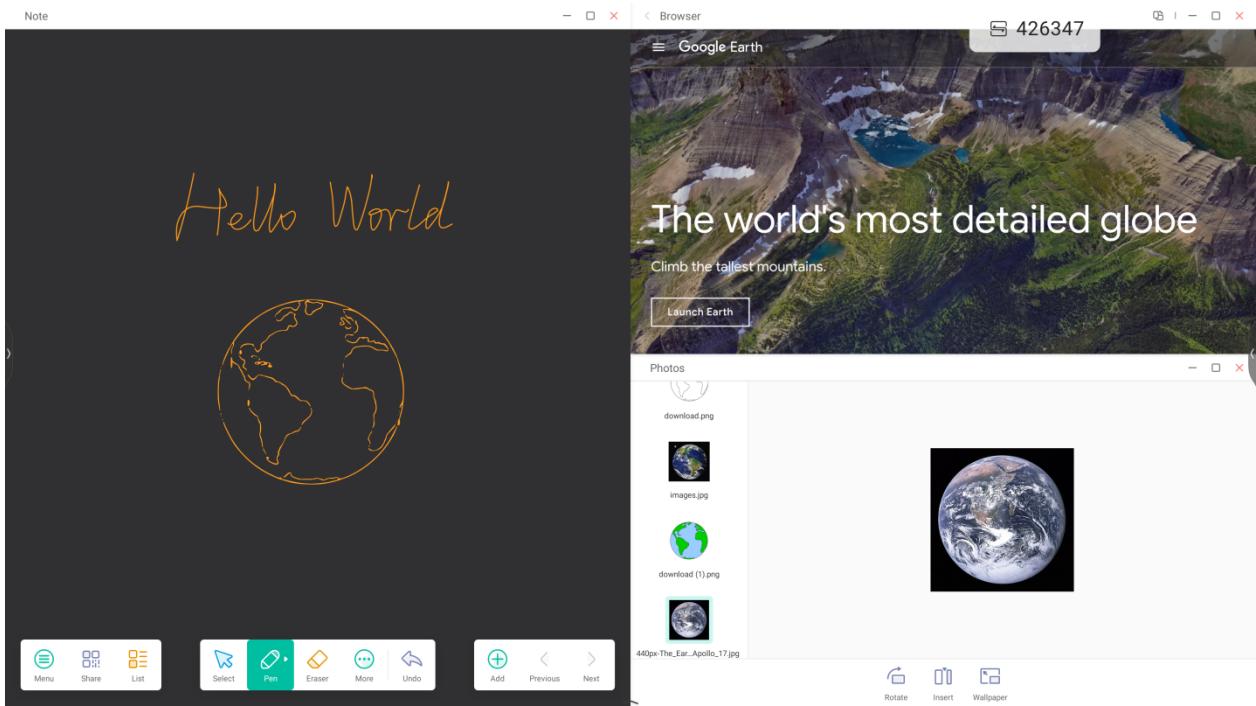 Note
Hello World
Menu
Share
List
Select
Pen
Eraser
More
Undo
Add
Previous
Next
Browser
426347
Google Earth
The world's most detailed globe
Climb the tallest mountains.
Launch Earth
Photos
download.png
images.jpg
download (1).png
440px-The_Ear...Apollo_17.jpg
Rotate
Insert
Wallpaper